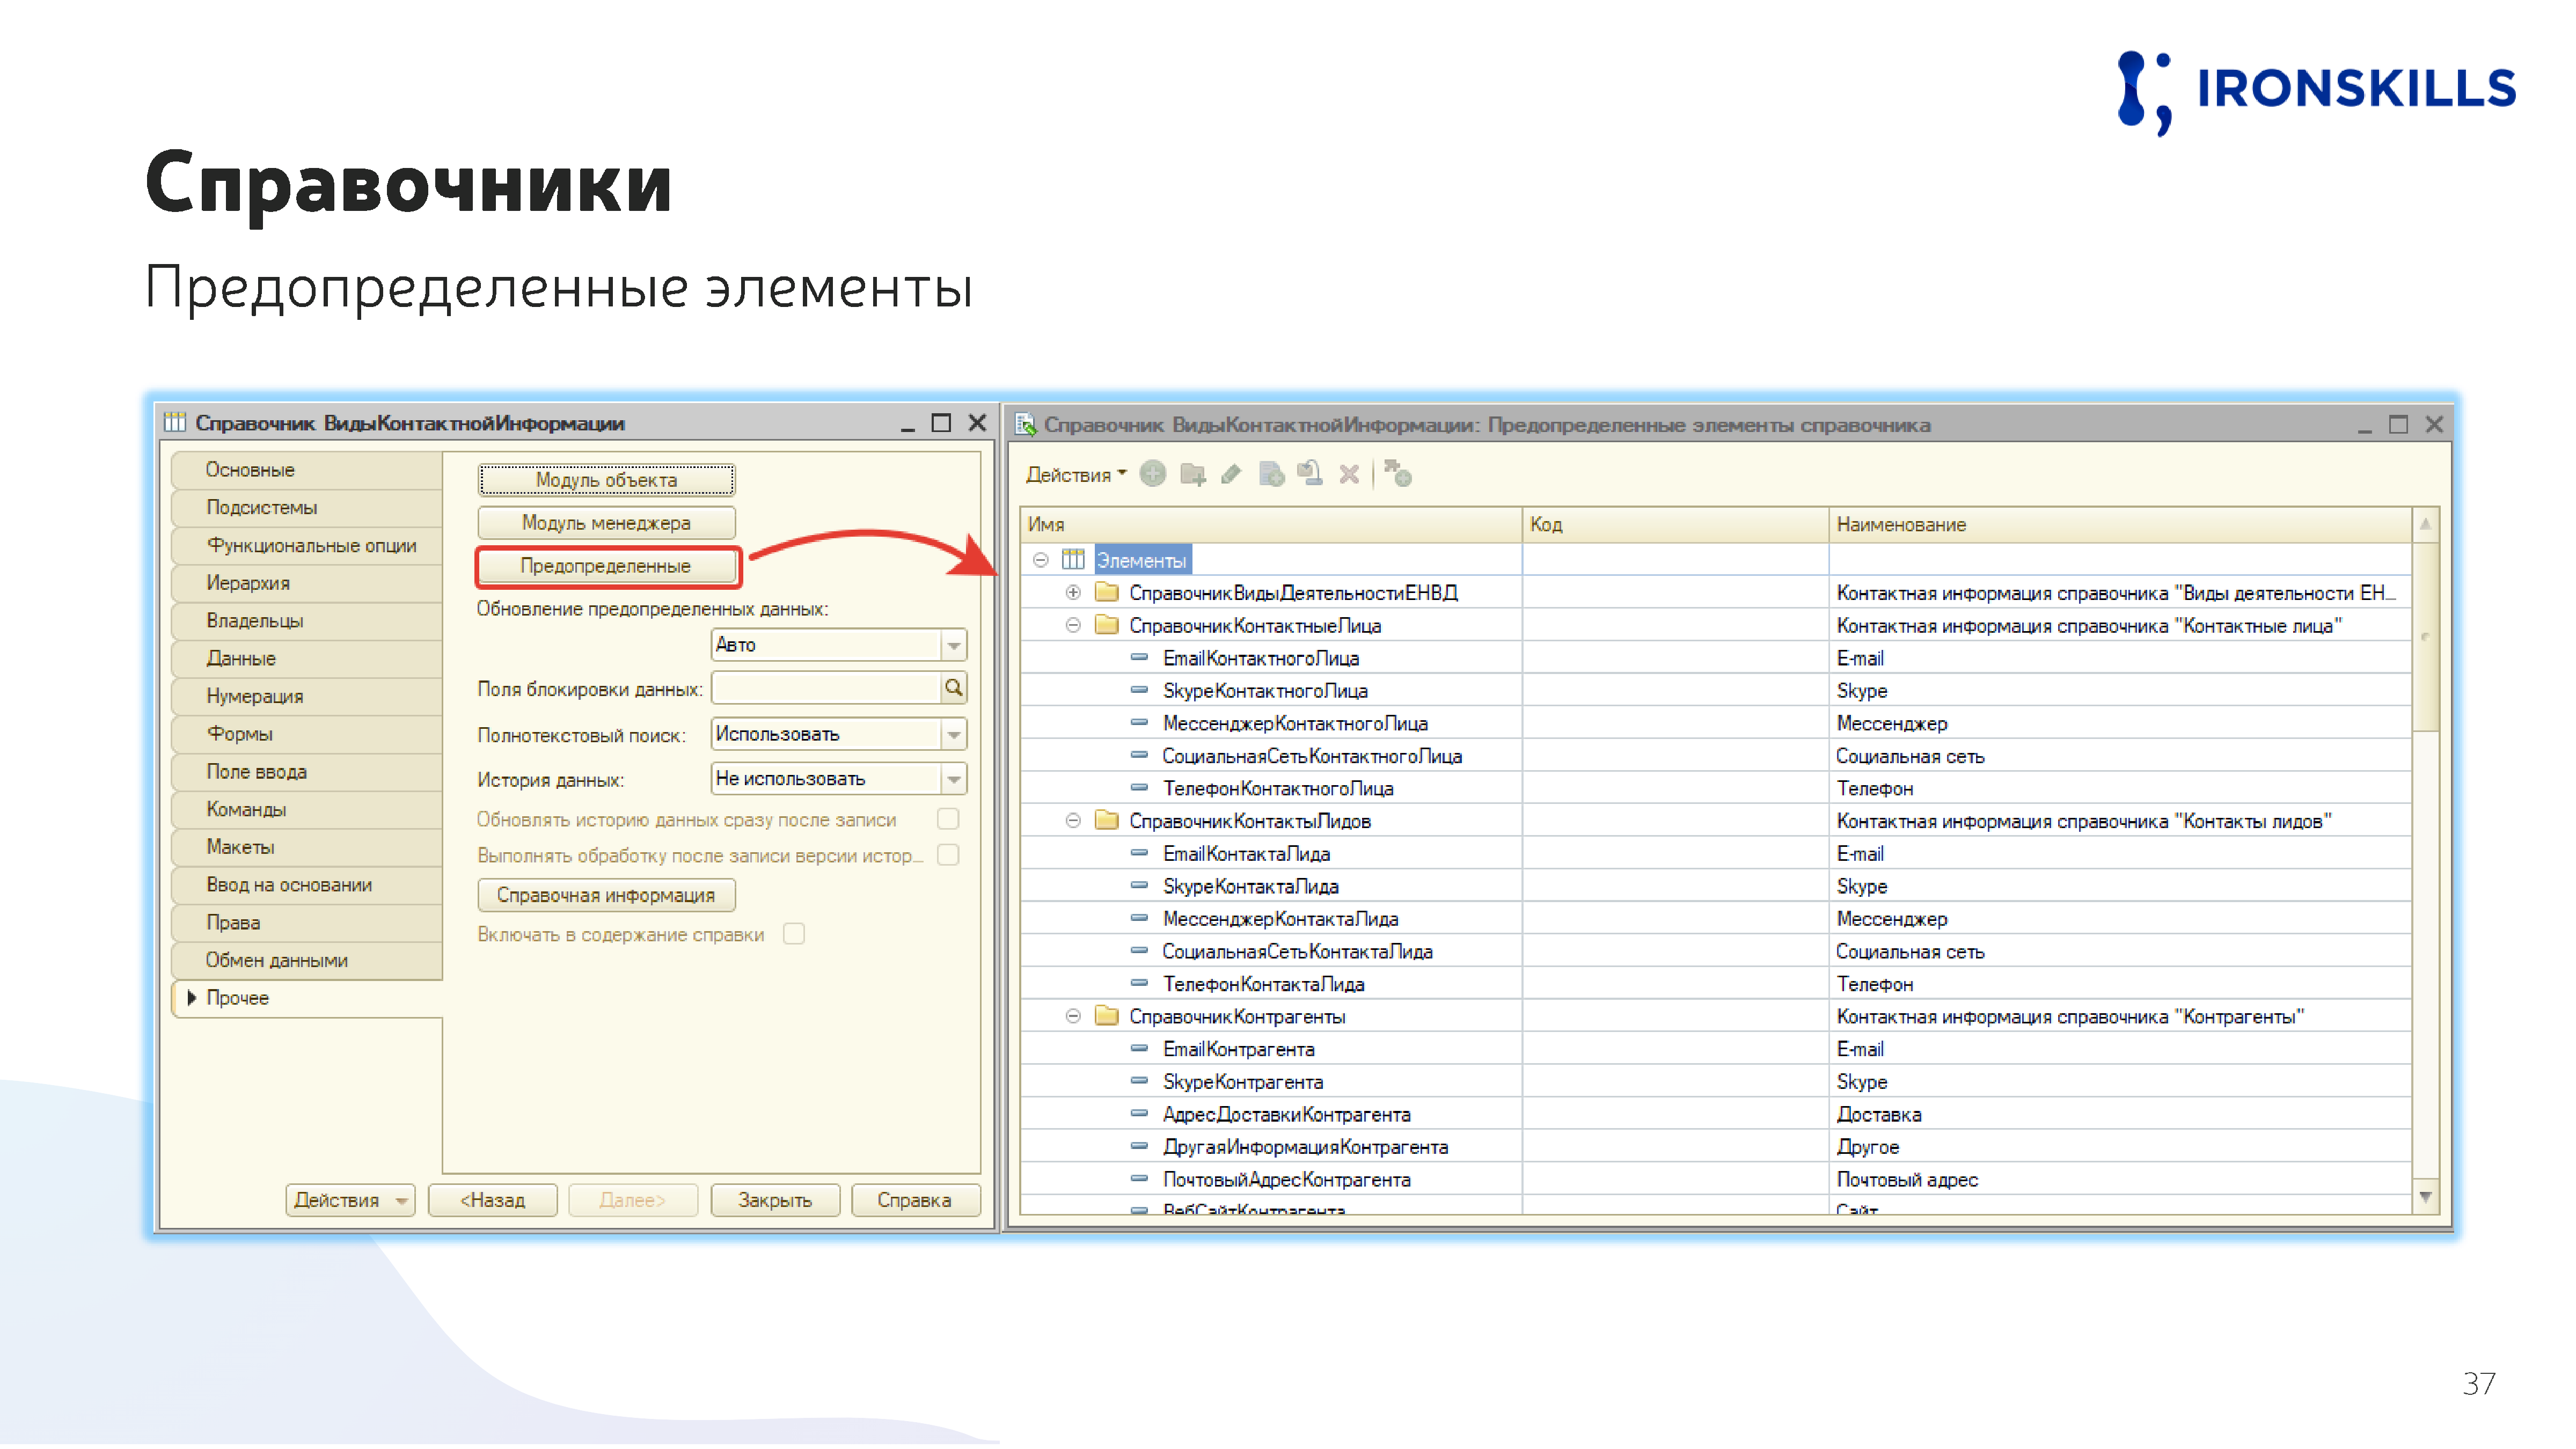 IRONSKILLS
Справочники
Предопределенные элементы
Справочник ВидыКонтактнойИнформации
Основные
Подсистемы
Функциональные опции
Иерархия
Владельцы
Данные
Нумерация
Формы
Поле ввода
Команды
Макеты
Ввод на основании
Права
Обмен данными
Прочее
Модуль объекта
Модуль менеджера
Предопределенные
Обновление предопределенных данных:
Авто
Поля блокировки данных:
Полнотекстовый поиск: Использовать
История данных: Не использовать
Обновлять историю данных сразу после записи
Выполнять обработку после записи версии истор...
Справочная информация
Включать в содержание справки
Действия <Назад Далее> Закрыть Справка
Справочник ВидыКонтактнойИнформации: Предопределенные элементы справочника
Действия
Имя Код Наименование
Элементы
СправочникВидыДеятельностиЕНВД Контактная информация справочника "Виды деятельности ЕН...
СправочникКонтактныеЛица Контактная информация справочника "Контактные лица"
EmailКонтактногоЛица E-mail
SkypeКонтактногоЛица Skype
МессенджерКонтактногоЛица Мессенджер
СоциальнаяСетьКонтактногоЛица Социальная сеть
ТелефонКонтактногоЛица Телефон
СправочникКонтактыЛидов Контактная информация справочника "Контакты лидов"
EmailКонтактаЛида E-mail
SkypeКонтактаЛида Skype
МессенджерКонтактаЛида Мессенджер
СоциальнаяСетьКонтактаЛида Социальная сеть
ТелефонКонтактаЛида Телефон
СправочникКонтрагенты Контактная информация справочника "Контрагенты"
EmailКонтрагента E-mail
SkypeКонтрагента Skype
АдресДоставкиКонтрагента Доставка
ДругаяИнформацияКонтрагента Другое
ПочтовыйАдресКонтрагента Почтовый адрес
ВебСайтКонтрагента Сайт
37